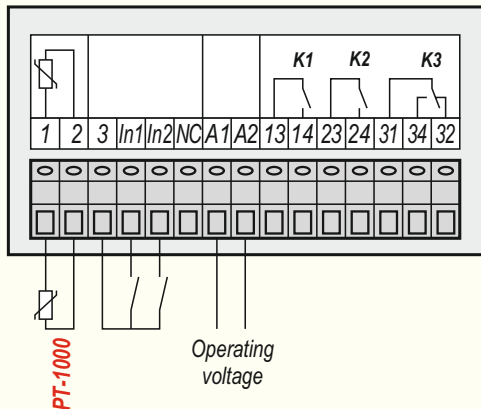 K1 K2 K3
1 2 3 In1 In2 NC A1 A2 13 14 23 24 31 34 32
PT-1000
Operating
voltage